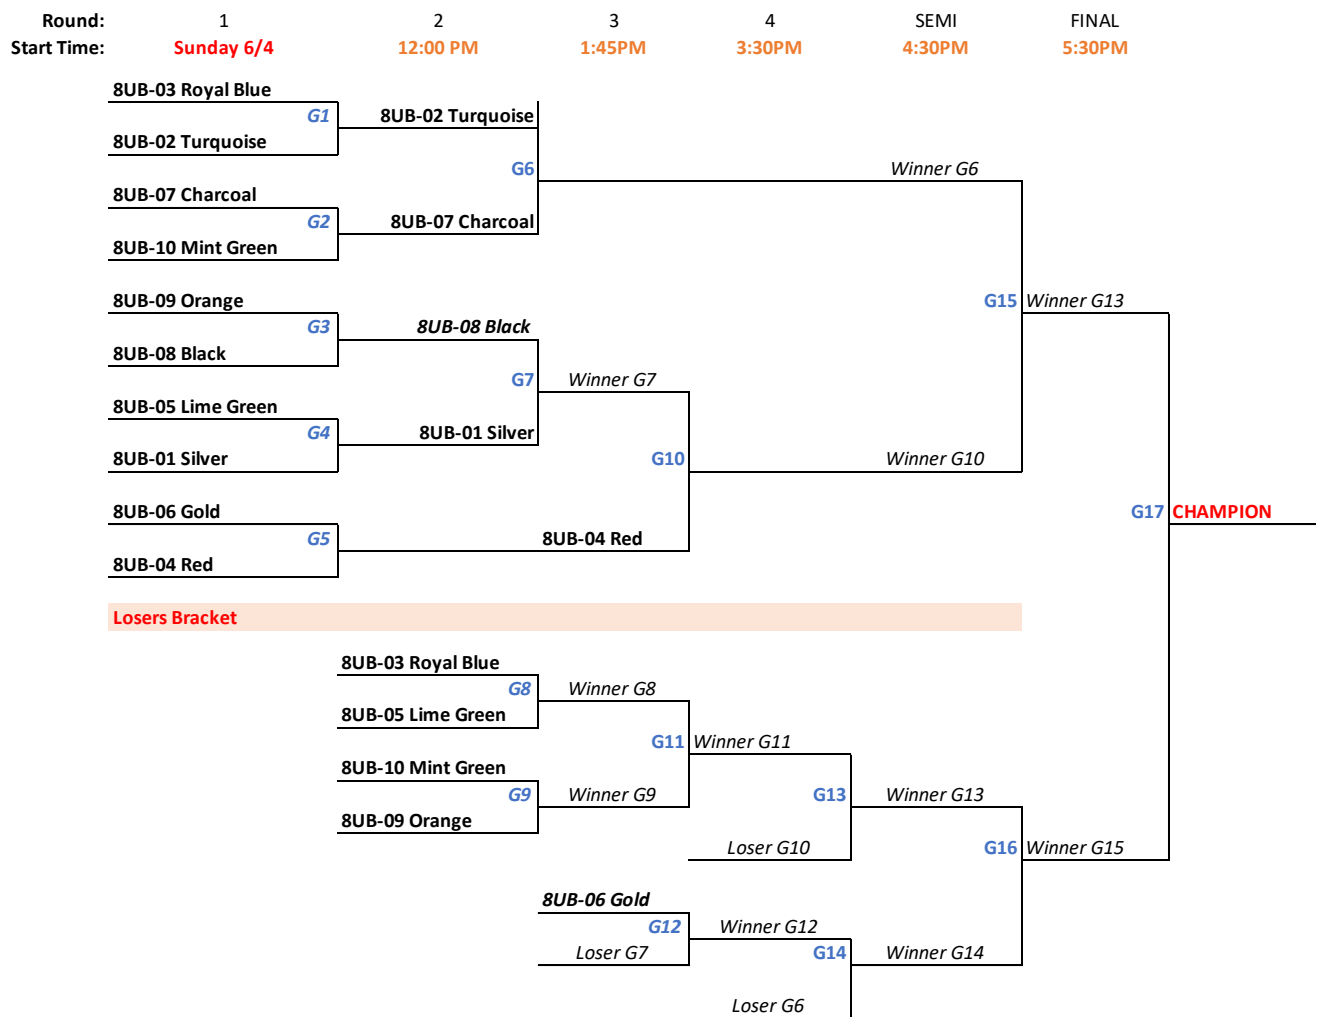 Round: 1 2 3 4 SEMI FINAL
Start Time: Sunday 6/4 12:00 PM 1:45PM 3:30PM 4:30PM 5:30PM
8UB-03 Royal Blue
G1 8UB-02 Turquoise
8UB-02 Turquoise
G6 Winner G6
8UB-07 Charcoal
G2 8UB-07 Charcoal
8UB-10 Mint Green
8UB-09 Orange G15 Winner G13
G3 8UB-08 Black
8UB-08 Black
G7 Winner G7
8UB-05 Lime Green
G4 8UB-01 Silver
8UB-01 Silver G10 Winner G10
8UB-06 Gold G17 CHAMPION
G5 8UB-04 Red
8UB-04 Red
Losers Bracket
8UB-03 Royal Blue
G8 Winner G8
8UB-05 Lime Green
G11 Winner G11
8UB-10 Mint Green
G9 Winner G9 G13 Winner G13
8UB-09 Orange
Loser G10 G16 Winner G15
8UB-06 Gold
G12 Winner G12
Loser G7 G14 Winner G14
Loser G6